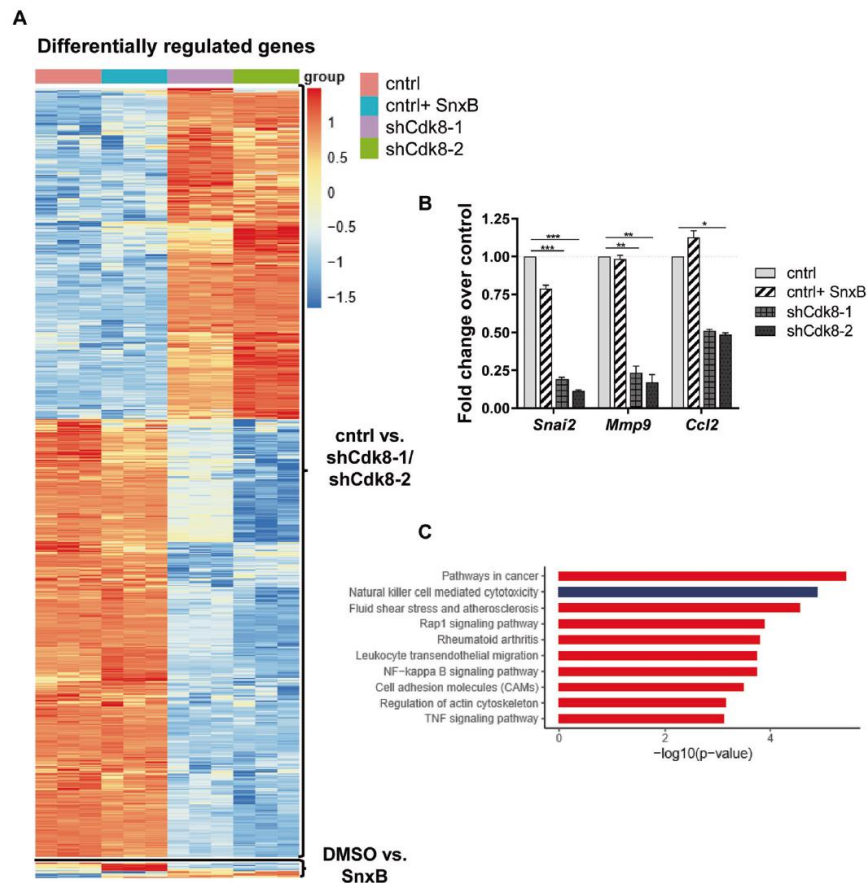 A
Differentially regulated genes
group
1
0.5
0
−0.5
−1
−1.5
cntrl
cntrl+ SnxB
shCdk8-1
shCdk8-2
cntrl vs.
shCdk8-1/
shCdk8-2
DMSO vs.
SnxB
B
Fold change over control
1.25
1.00
0.75
0.50
0.25
0.00
***
***
**
**
*
Snai2
Mmp9
Ccl2
cntrl
cntrl+ SnxB
shCdk8-1
shCdk8-2
C
Pathways in cancer
Natural killer cell mediated cytotoxicity
Fluid shear stress and atherosclerosis
Rap1 signaling pathway
Rheumatoid arthritis
Leukocyte transendothelial migration
NF−kappa B signaling pathway
Cell adhesion molecules (CAMs)
Regulation of actin cytoskeleton
TNF signaling pathway
0
2
4
−log10(p−value)